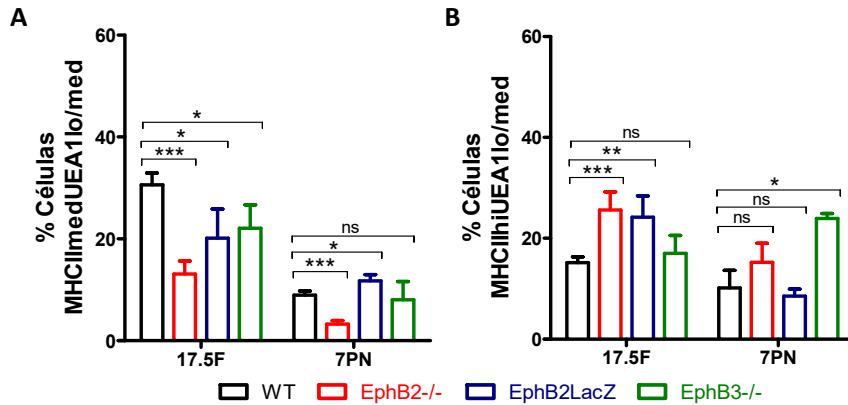 A
% Células
MHCIImedUEA1lo/med
60
40
20
0
*
*
***
ns
*
***
17.5F
7PN
B
% Células
MHCIIhiUEA1lo/med
60
40
20
0
ns
**
***
*
ns
ns
17.5F
7PN
WT EphB2-/- EphB2LacZ EphB3-/-